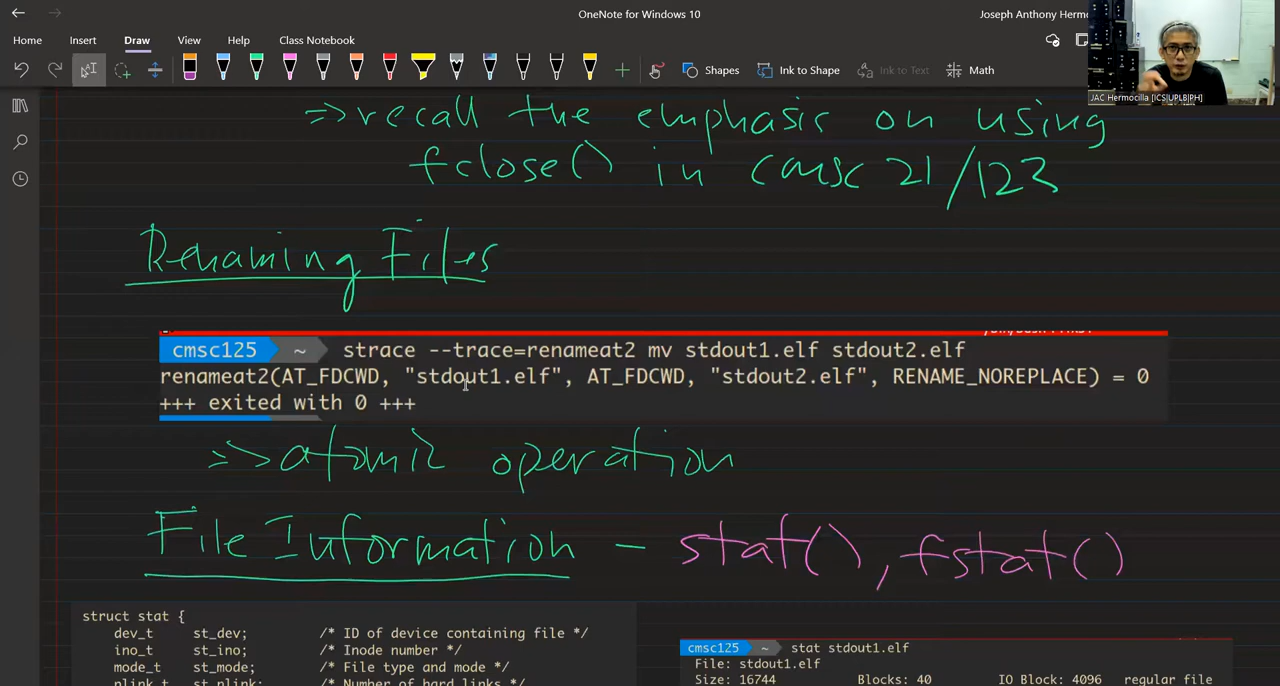 OneNote for Windows 10
Joseph Anthony Hermo
Home Insert Draw View Help Class Notebook
Shapes Ink to Shape Ink to Text Math
JAC Hermocilla [ICS|UPLB|PH]
=> recall the emphasis on using
fclose() in cmsc 21/123
Renaming Files
cmsc125 ~ strace --trace=renameat2 mv stdout1.elf stdout2.elf
renameat2(AT_FDCWD, "stdout1.elf", AT_FDCWD, "stdout2.elf", RENAME_NOREPLACE) = 0
+++ exited with 0 +++
=> atomic operation
File Information - stat(), fstat()
struct stat {
dev_t st_dev; /* ID of device containing file */
ino_t st_ino; /* Inode number */
mode_t st_mode; /* File type and mode */
nlink_t st_nlink; /* Number of hard links */
cmsc125 ~ stat stdout1.elf
File: stdout1.elf
Size: 16744 Blocks: 40 IO Block: 4096 regular file